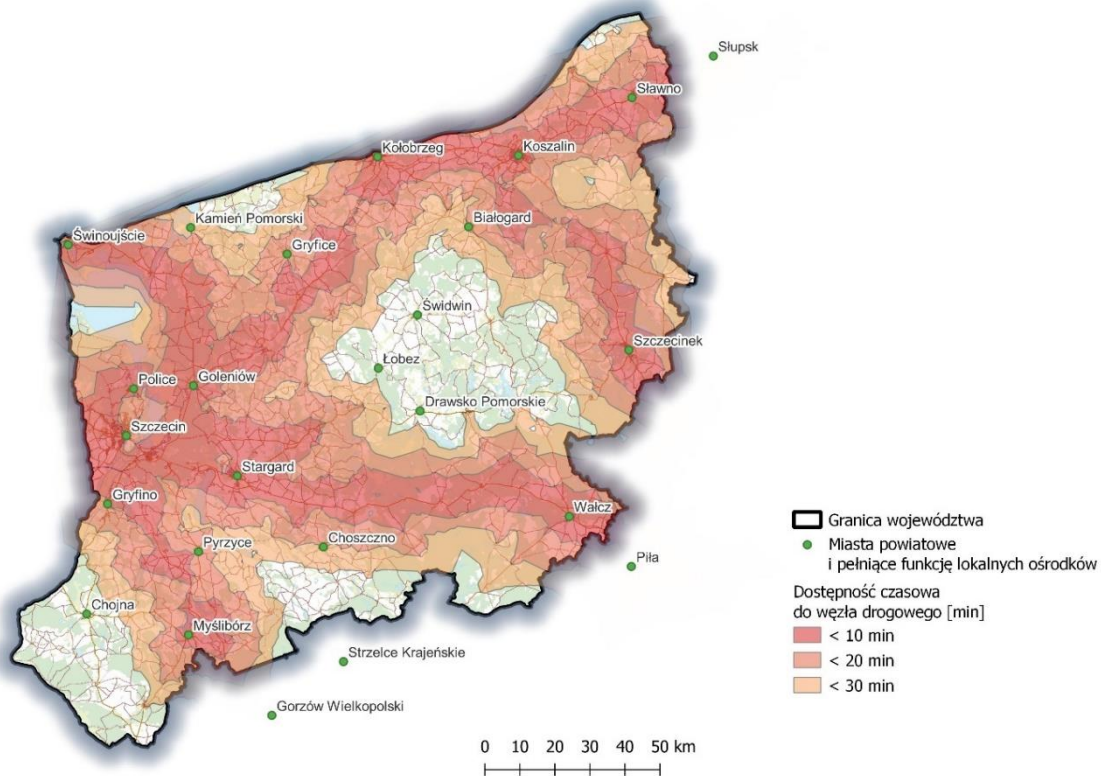 Słupsk
Sławno
Kołobrzeg
Koszalin
Kamień Pomorski
Białogard
Świnoujście
Gryfice
Świdwin
Szczecinek
Łobez
Police
Goleniów
Drawsko Pomorskie
Szczecin
Stargard
Gryfino
Wałcz
Pyrzyce
Choszczno
Piła
Chojna
Myślibórz
Strzelce Krajeńskie
Gorzów Wielkopolski
0 10 20 30 40 50 km
Granica województwa
Miasta powiatowe
i pełniące funkcję lokalnych ośrodków
Dostępność czasowa
do węzła drogowego [min]
< 10 min
< 20 min
< 30 min